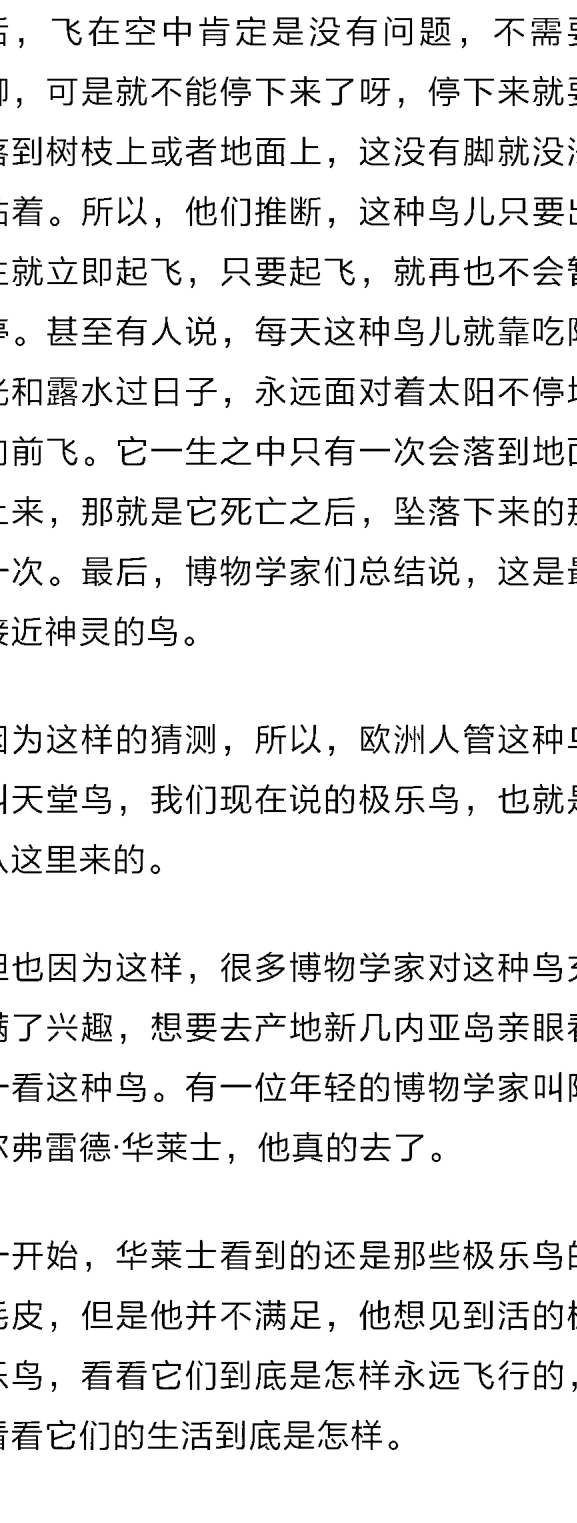 话，飞在空中肯定是没有问题，不需要
脚，可是就不能停下来了呀，停下来就要
落到树枝上或者地面上，这没有脚就没法
站着。所以，他们推断，这种鸟儿只要出
生就立即起飞，只要起飞，就再也不会暂
停。甚至有人说，每天这种鸟儿就靠吃阳
光和露水过日子，永远面对着太阳不停地
向前飞。它一生之中只有一次会落到地面
上来，那就是它死亡之后，坠落下来的那
一次。最后，博物学家们总结说，这是最
接近神灵的鸟。
因为这样的猜测，所以，欧洲人管这种鸟
叫天堂鸟，我们现在说的极乐鸟，也就是
从这里来的。
但也因为这样，很多博物学家对这种鸟充
满了兴趣，想要去产地新几内亚岛亲眼看
一看这种鸟。有一位年轻的博物学家叫阿
尔弗雷德·华莱士，他真的去了。
一开始，华莱士看到的还是那些极乐鸟的
毛皮，但是他并不满足，他想见到活的极
乐鸟，看看它们到底是怎样永远飞行的，
看看它们的生活到底是怎样。